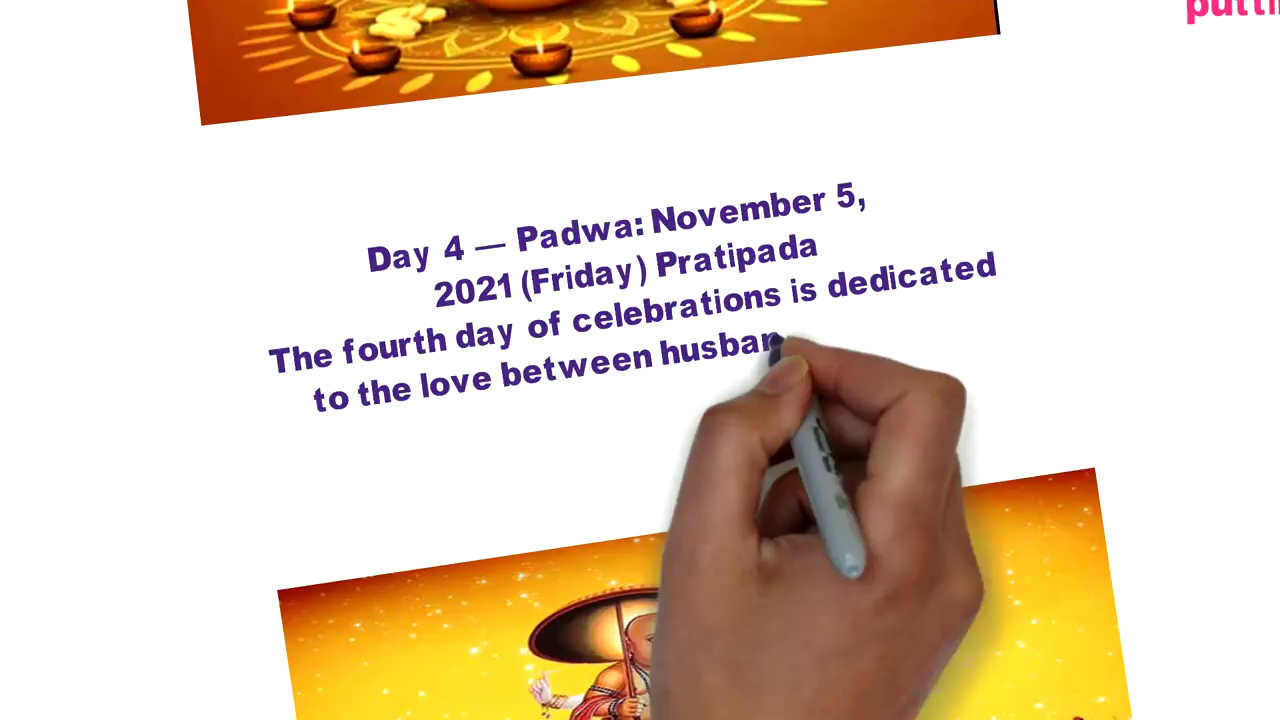 Day 4 — Padwa: November 5,
2021 (Friday) Pratipada
The fourth day of celebrations is dedicated
to the love between husban